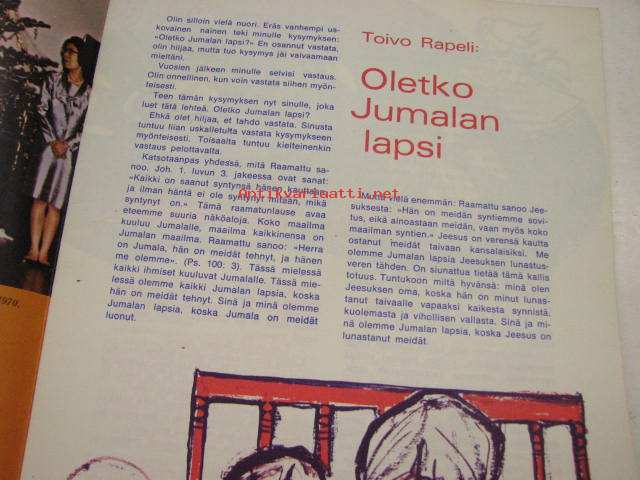 Olin silloin vielä nuori. Eräs vanhempi us-
kovainen nainen teki minulle kysymyksen:
»Oletko Jumalan lapsi?» En osannut vastata,
olin hiljaa, mutta tuo kysymys jäi vaivaamaan
mieltäni.
Vuosien jälkeen minulle selvisi vastaus.
Olin onnellinen, kun voin vastata siihen myön-
teisesti.
Teen tämän kysymyksen nyt sinulle, joka
luet tätä lehteä. Oletko Jumalan lapsi?
Ehkä olet hiljaa, et tahdo vastata. Sinusta
tuntuu liian uskalletulta vastata kysymykseen
myönteisesti. Toisaalta tuntuu kielteinenkin
vastaus pelottavalta.
Katsotaanpas yhdessä, mitä Raamattu sa-
noo. Joh. 1. luvun 3. jakeessa ovat sanat:
»Kaikki on saanut syntynsä hänen kauttaan,
ja ilman häntä ei ole syntynyt mitään, mikä
syntynyt on.» Tämä raamatunlause avaa
eteemme suuria näköaloja. Koko maailma
kuuluu Jumalalle, maailma kaikkinensa on
Jumalan maailma. Raamattu sanoo: »Herra
on Jumala, hän on meidät tehnyt, ja hänen
me olemme». (Ps. 100: 3). Tässä mielessä
kaikki ihmiset kuuluvat Jumalalle. Tässä mie-
lessä olemme kaikki Jumalan lapsia, koska
hän on meidät tehnyt. Sinä ja minä olemme
Jumalan lapsia, koska Jumala on meidät
luonut.
Toivo Rapeli:
Oletko
Jumalan
lapsi
Mutta vielä enemmän: Raamattu sanoo Jee-
suksesta: »Hän on meidän syntiemme sovi-
tus, eikä ainoastaan meidän, vaan myös koko
maailman syntien.» Jeesus on verensä kautta
ostanut meidät taivaan kansalaisiksi. Me
olemme Jumalan lapsia Jeesuksen lunastus-
veren tähden. On siunattua tietää tämä kallis
totuus. Tuntukoon miltä hyvänsä: minä olen
Jeesuksen oma, koska hän on minut lunas-
tanut taivaalle vapaaksi kaikesta synnistä,
kuolemasta ja vihollisen vallasta. Sinä ja mi-
nä olemme Jumalan lapsia, koska Jeesus on
lunastanut meidät
Antikvariaatti.net
1970.